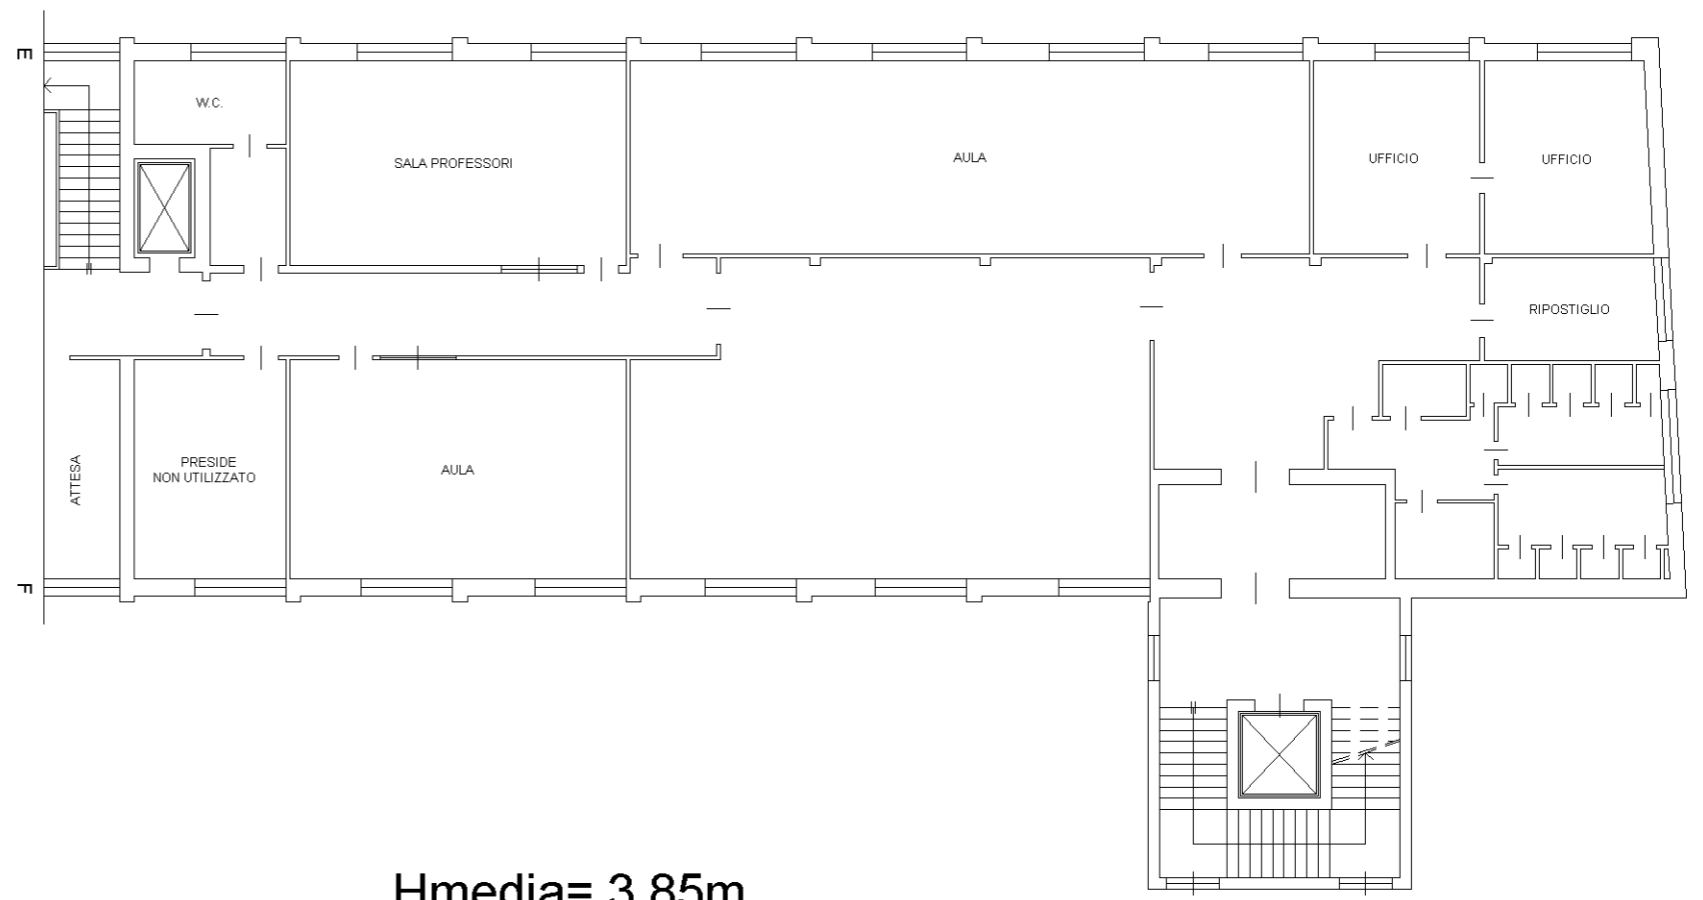 E
W.C.
SALA PROFESSORI
AULA
UFFICIO
UFFICIO
RIPOSTIGLIO
ATTESA
PRESIDE
NON UTILIZZATO
AULA
F
Hmedia= 3.85m